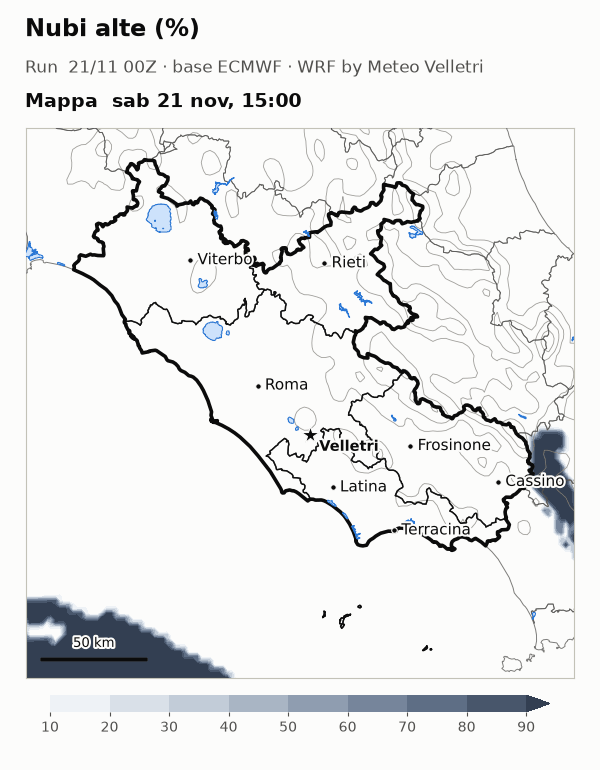 Nubi alte (%)
Run  21/11 00Z · base ECMWF · WRF by Meteo Velletri
Mappa  sab 21 nov, 15:00
Viterbo
Rieti
Roma
Velletri
Frosinone
Cassino
Latina
Terracina
50 km
10 20 30 40 50 60 70 80 90